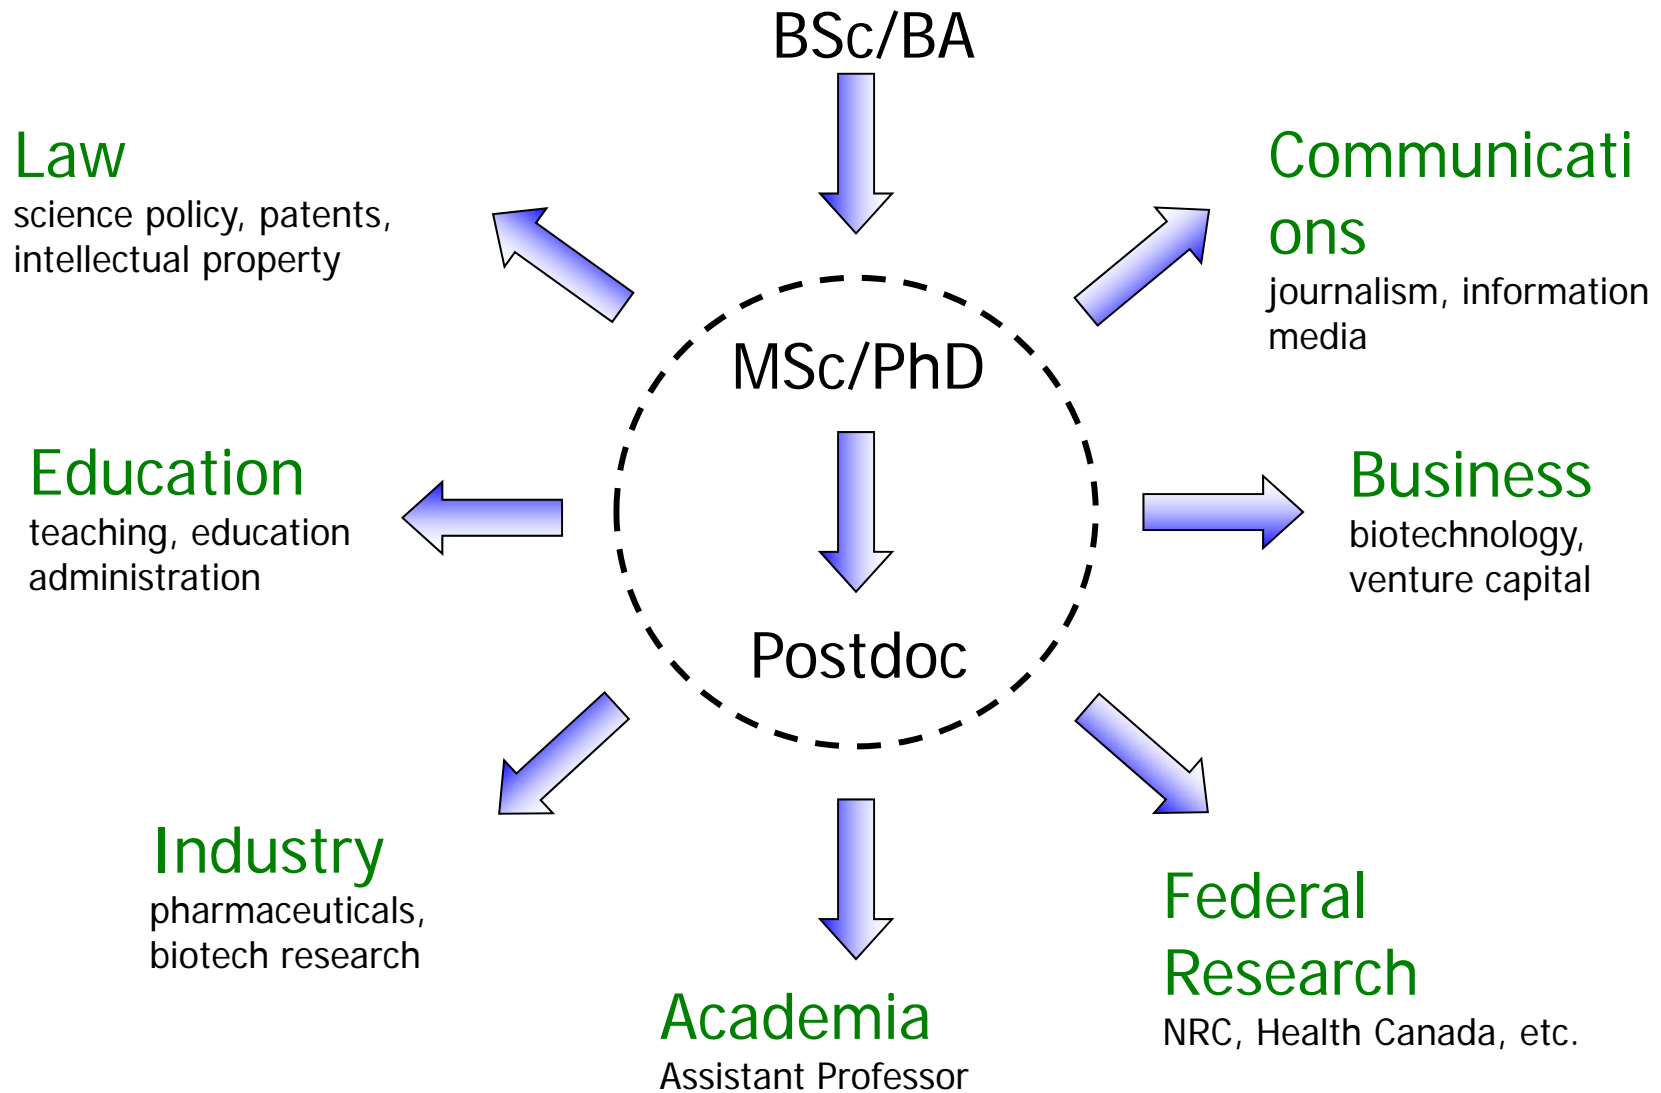 BSc/BA
Law
science policy, patents,
intellectual property
Communicati
ons
journalism, information
media
MSc/PhD
Education
teaching, education
administration
Business
biotechnology,
venture capital
Postdoc
Industry
pharmaceuticals,
biotech research
Federal
Research
NRC, Health Canada, etc.
Academia
Assistant Professor